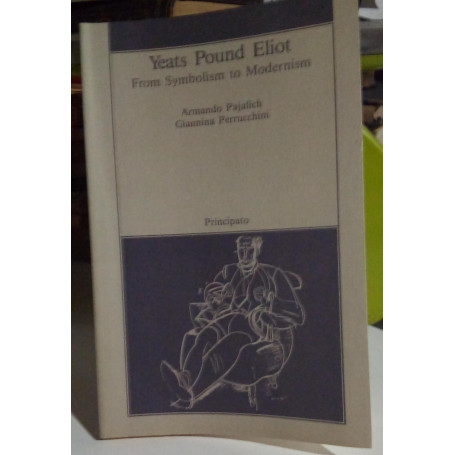 Yeats Pound Eliot
From Symbolism to Modernism
Armando Pajalich
Giannina Perrucchini
Principato